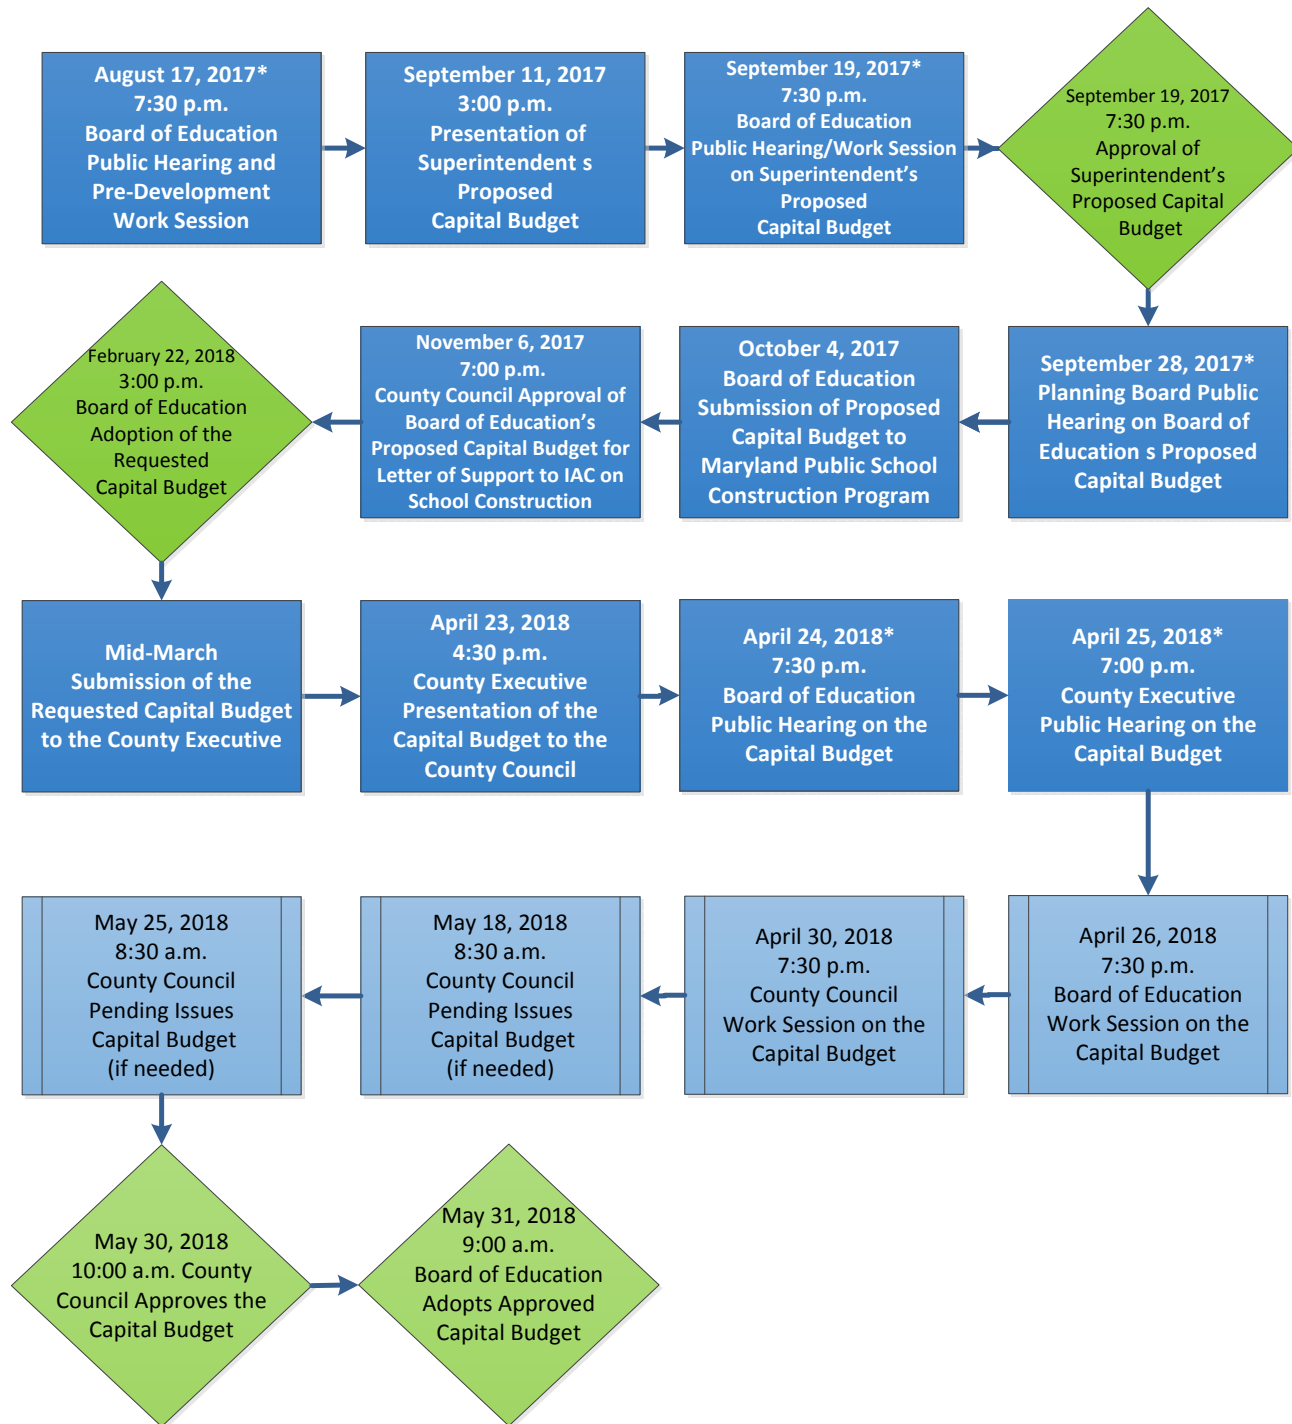 August 17, 2017*
7:30 p.m.
Board of Education
Public Hearing and
Pre-Development
Work Session
September 11, 2017
3:00 p.m.
Presentation of
Superintendent s
Proposed
Capital Budget
September 19, 2017*
7:30 p.m.
Board of Education
Public Hearing/Work Session
on Superintendent’s
Proposed
Capital Budget
September 19, 2017
7:30 p.m.
Approval of
Superintendent’s
Proposed Capital
Budget
September 28, 2017*
Planning Board Public
Hearing on Board of
Education s Proposed
Capital Budget
October 4, 2017
Board of Education
Submission of Proposed
Capital Budget to
Maryland Public School
Construction Program
November 6, 2017
7:00 p.m.
County Council Approval of
Board of Education’s
Proposed Capital Budget for
Letter of Support to IAC on
School Construction
February 22, 2018
3:00 p.m.
Board of Education
Adoption of the
Requested
Capital Budget
Mid-March
Submission of the
Requested Capital Budget
to the County Executive
April 23, 2018
4:30 p.m.
County Executive
Presentation of the
Capital Budget to the
County Council
April 24, 2018*
7:30 p.m.
Board of Education
Public Hearing on the
Capital Budget
April 25, 2018*
7:00 p.m.
County Executive
Public Hearing on the
Capital Budget
April 26, 2018
7:30 p.m.
Board of Education
Work Session on the
Capital Budget
April 30, 2018
7:30 p.m.
County Council
Work Session on the
Capital Budget
May 18, 2018
8:30 a.m.
County Council
Pending Issues
Capital Budget
(if needed)
May 25, 2018
8:30 a.m.
County Council
Pending Issues
Capital Budget
(if needed)
May 30, 2018
10:00 a.m. County
Council Approves the
Capital Budget
May 31, 2018
9:00 a.m.
Board of Education
Adopts Approved
Capital Budget